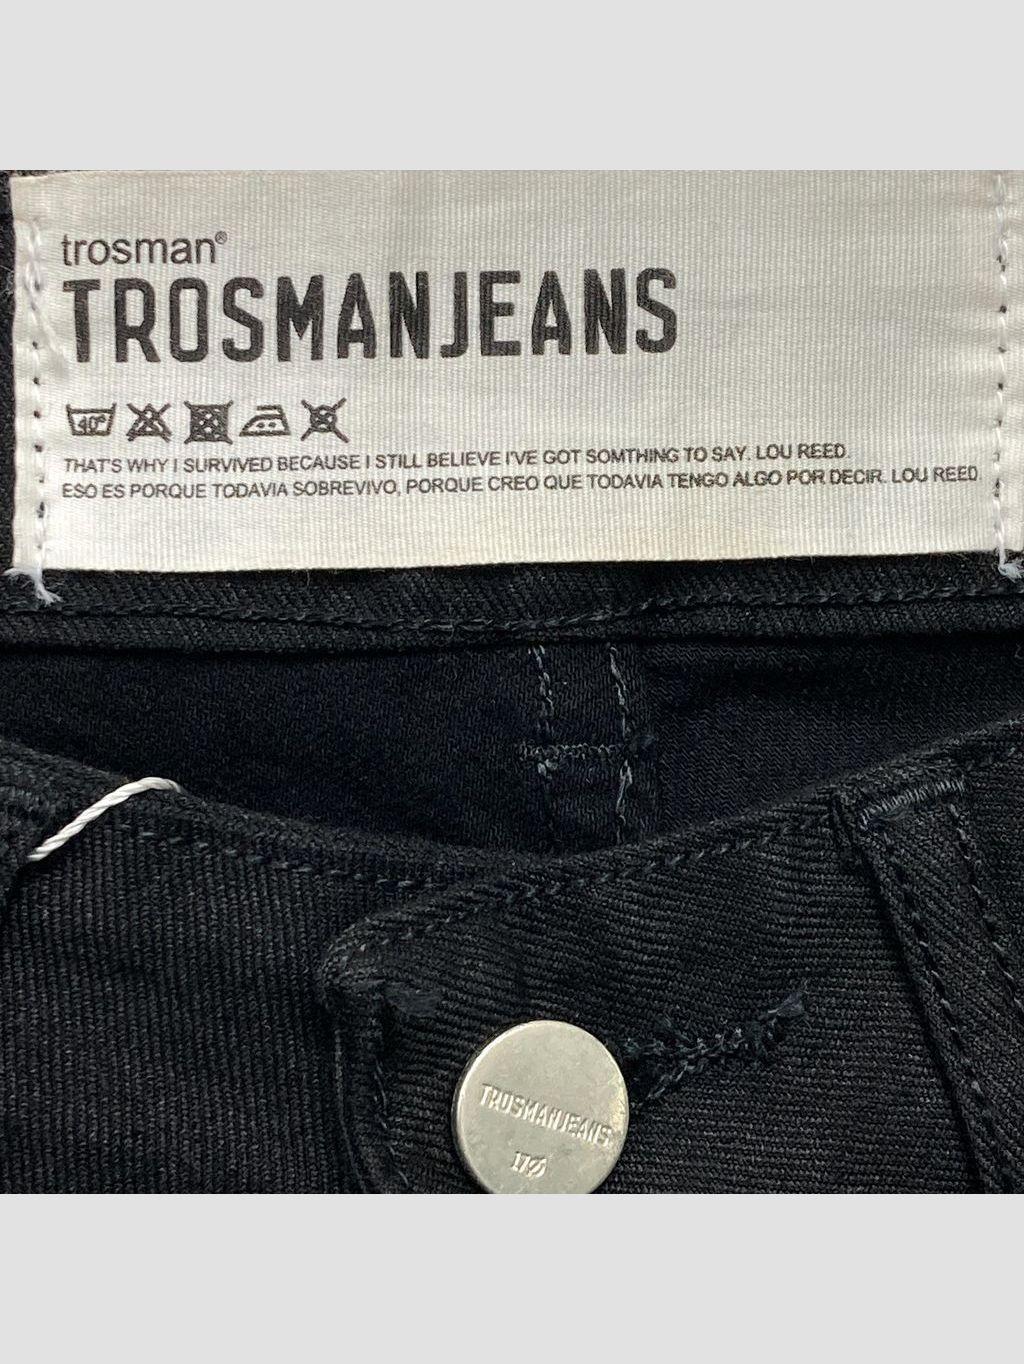 trosman®
TROSMANJEANS
40°
THAT'S WHY I SURVIVED BECAUSE I STILL BELIEVE I'VE GOT SOMTHING TO SAY. LOU REED.
ESO ES PORQUE TODAVIA SOBREVIVO, PORQUE CREO QUE TODAVIA TENGO ALGO POR DECIR. LOU REED.
TROSMANJEANS